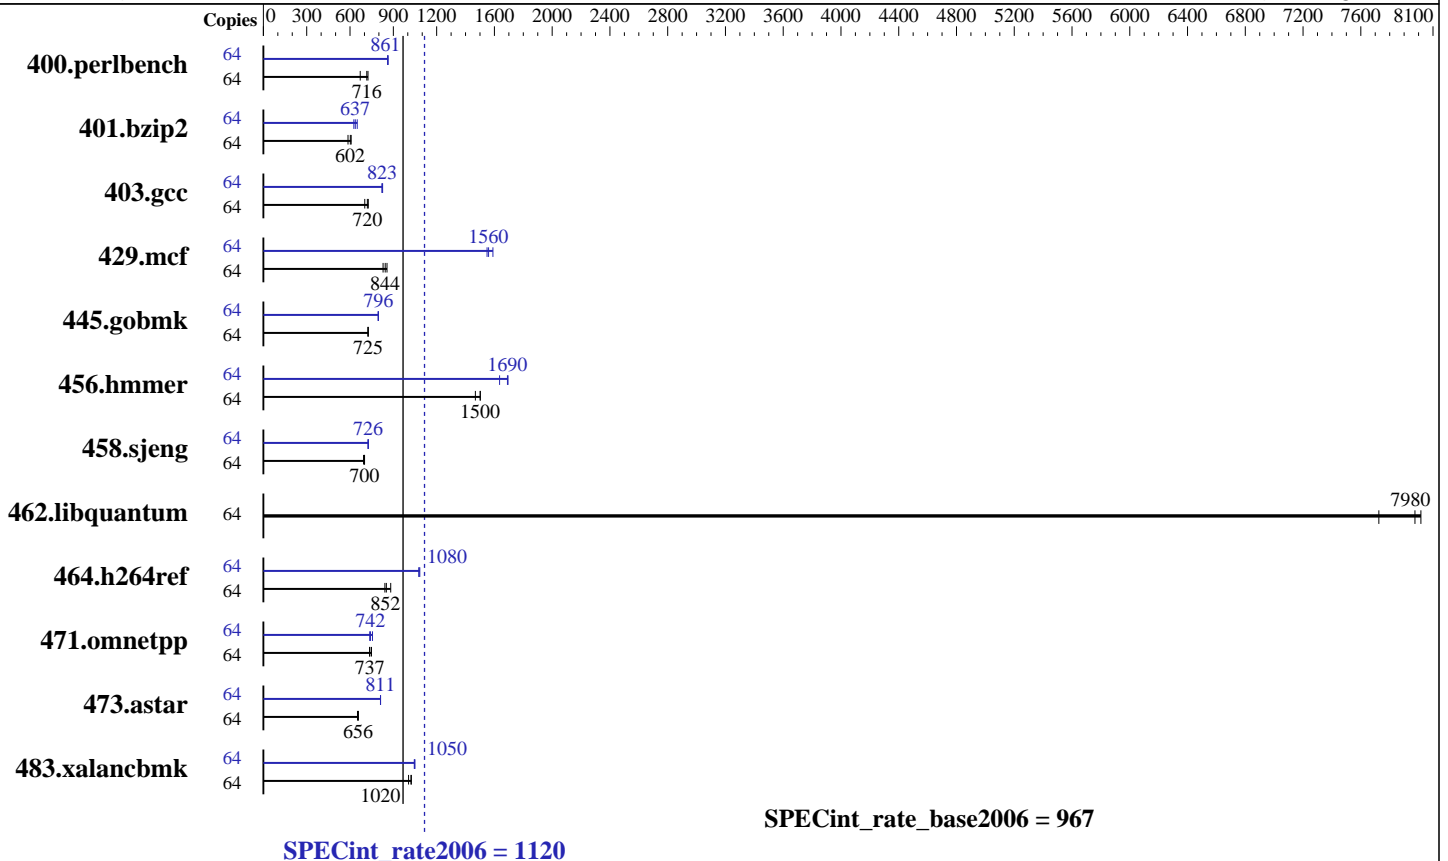 Copies 0 300 600 900 1200 1600 2000 2400 2800 3200 3600 4000 4400 4800 5200 5600 6000 6400 6800 7200 7600 8100
400.perlbench 64 861
64 716
401.bzip2 64 637
64 602
403.gcc 64 823
64 720
429.mcf 64 1560
64 844
445.gobmk 64 796
64 725
456.hmmer 64 1690
64 1500
458.sjeng 64 726
64 700
462.libquantum 64 7980
464.h264ref 64 1080
64 852
471.omnetpp 64 742
64 737
473.astar 64 811
64 656
483.xalancbmk 64 1050
64 1020
SPECint_rate_base2006 = 967
SPECint_rate2006 = 1120